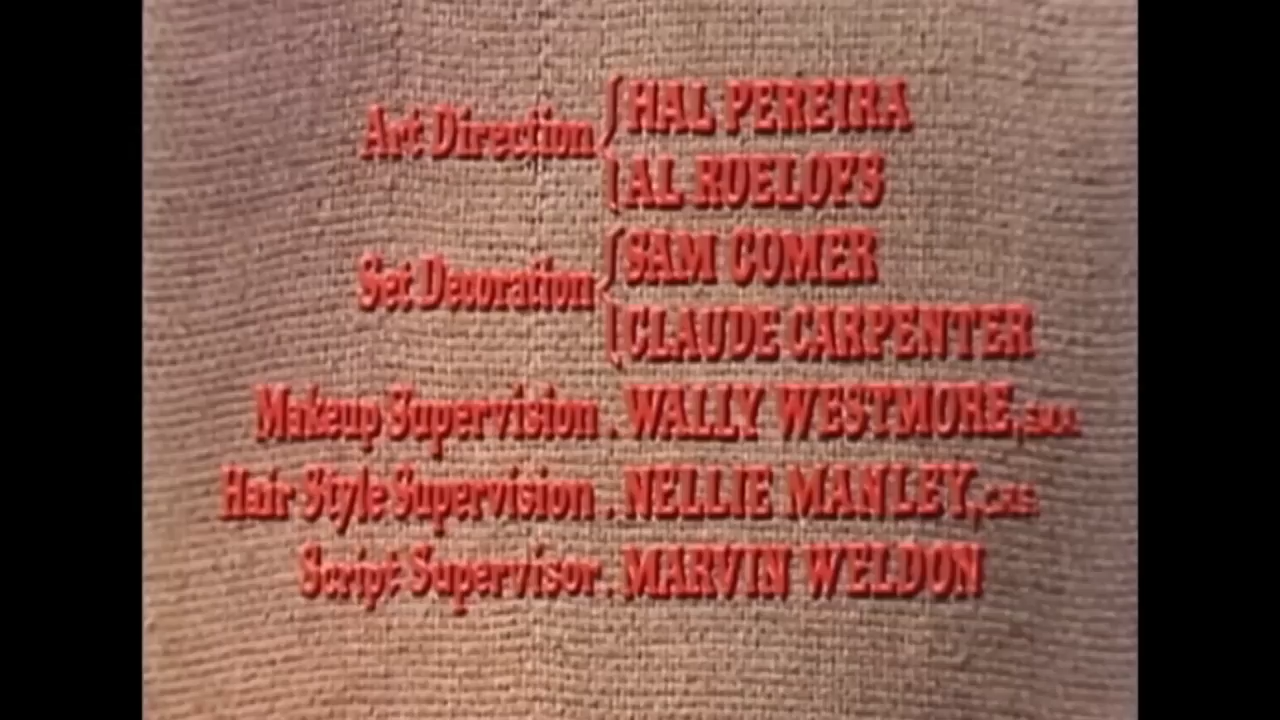 Art Direction HAL PEREIRA
AL ROELOFS
Set Decoration SAM COMER
CLAUDE CARPENTER
Makeup Supervision . WALLY WESTMORE,
Hair Style Supervision . NELLIE MANLEY,
Script Supervisor . MARVIN WELDON